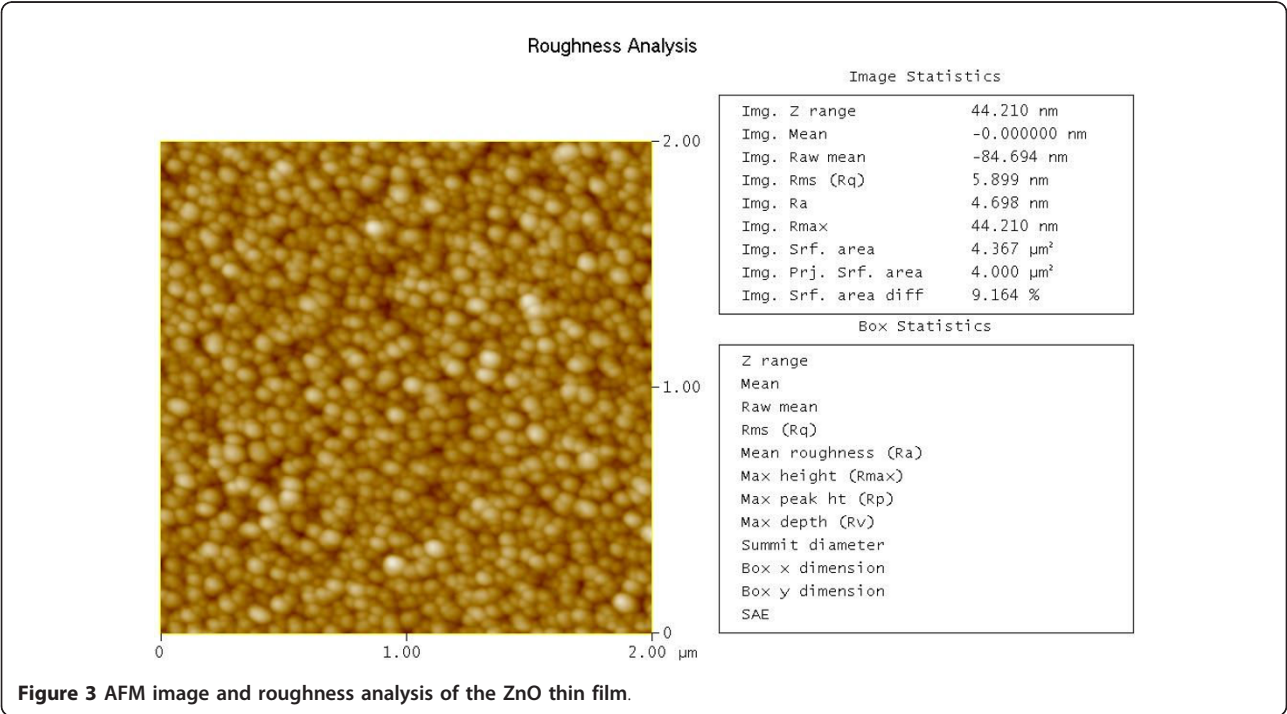 Roughness Analysis
Image Statistics
Img. Z range 44.210 nm
Img. Mean -0.000000 nm
Img. Raw mean -84.694 nm
Img. Rms (Rq) 5.899 nm
Img. Ra 4.698 nm
Img. Rmax 44.210 nm
Img. Srf. area 4.367 µm²
Img. Prj. Srf. area 4.000 µm²
Img. Srf. area diff 9.164 %
Box Statistics
Z range
Mean
Raw mean
Rms (Rq)
Mean roughness (Ra)
Max height (Rmax)
Max peak ht (Rp)
Max depth (Rv)
Summit diameter
Box x dimension
Box y dimension
SAE
2.00
1.00
0
0 1.00 2.00 µm
Figure 3 AFM image and roughness analysis of the ZnO thin film.